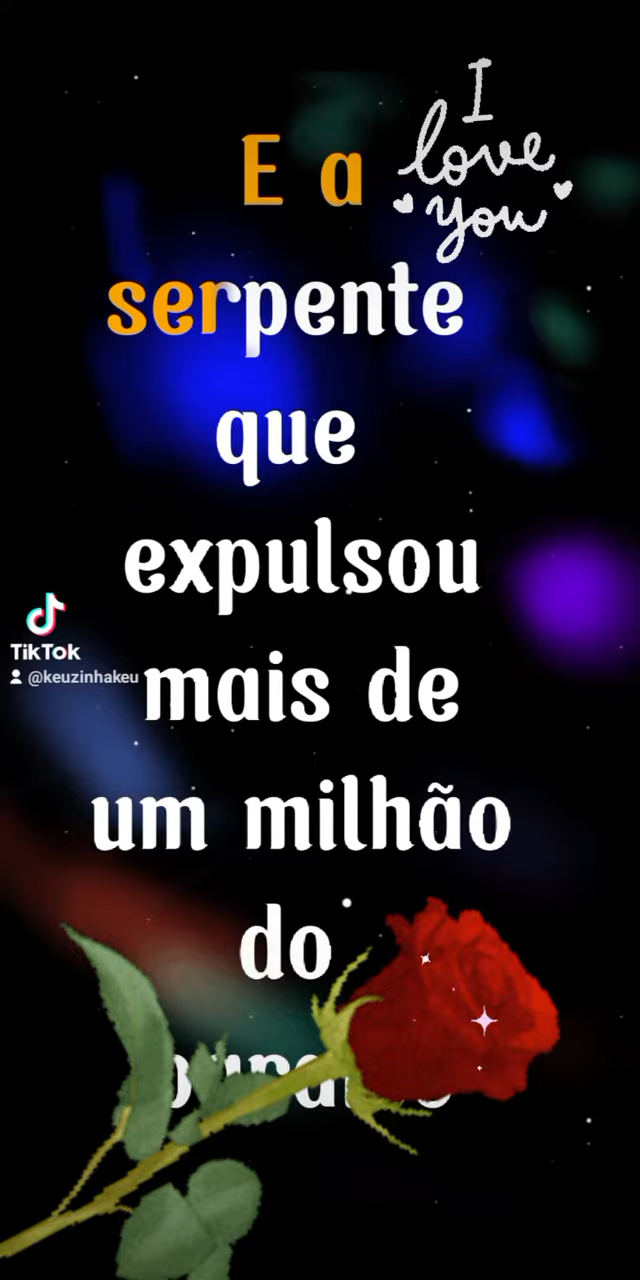 I
love
you
E a
serpente
que
expulsou
mais de
um milhão
do
TikTok
@keuzinhakeu